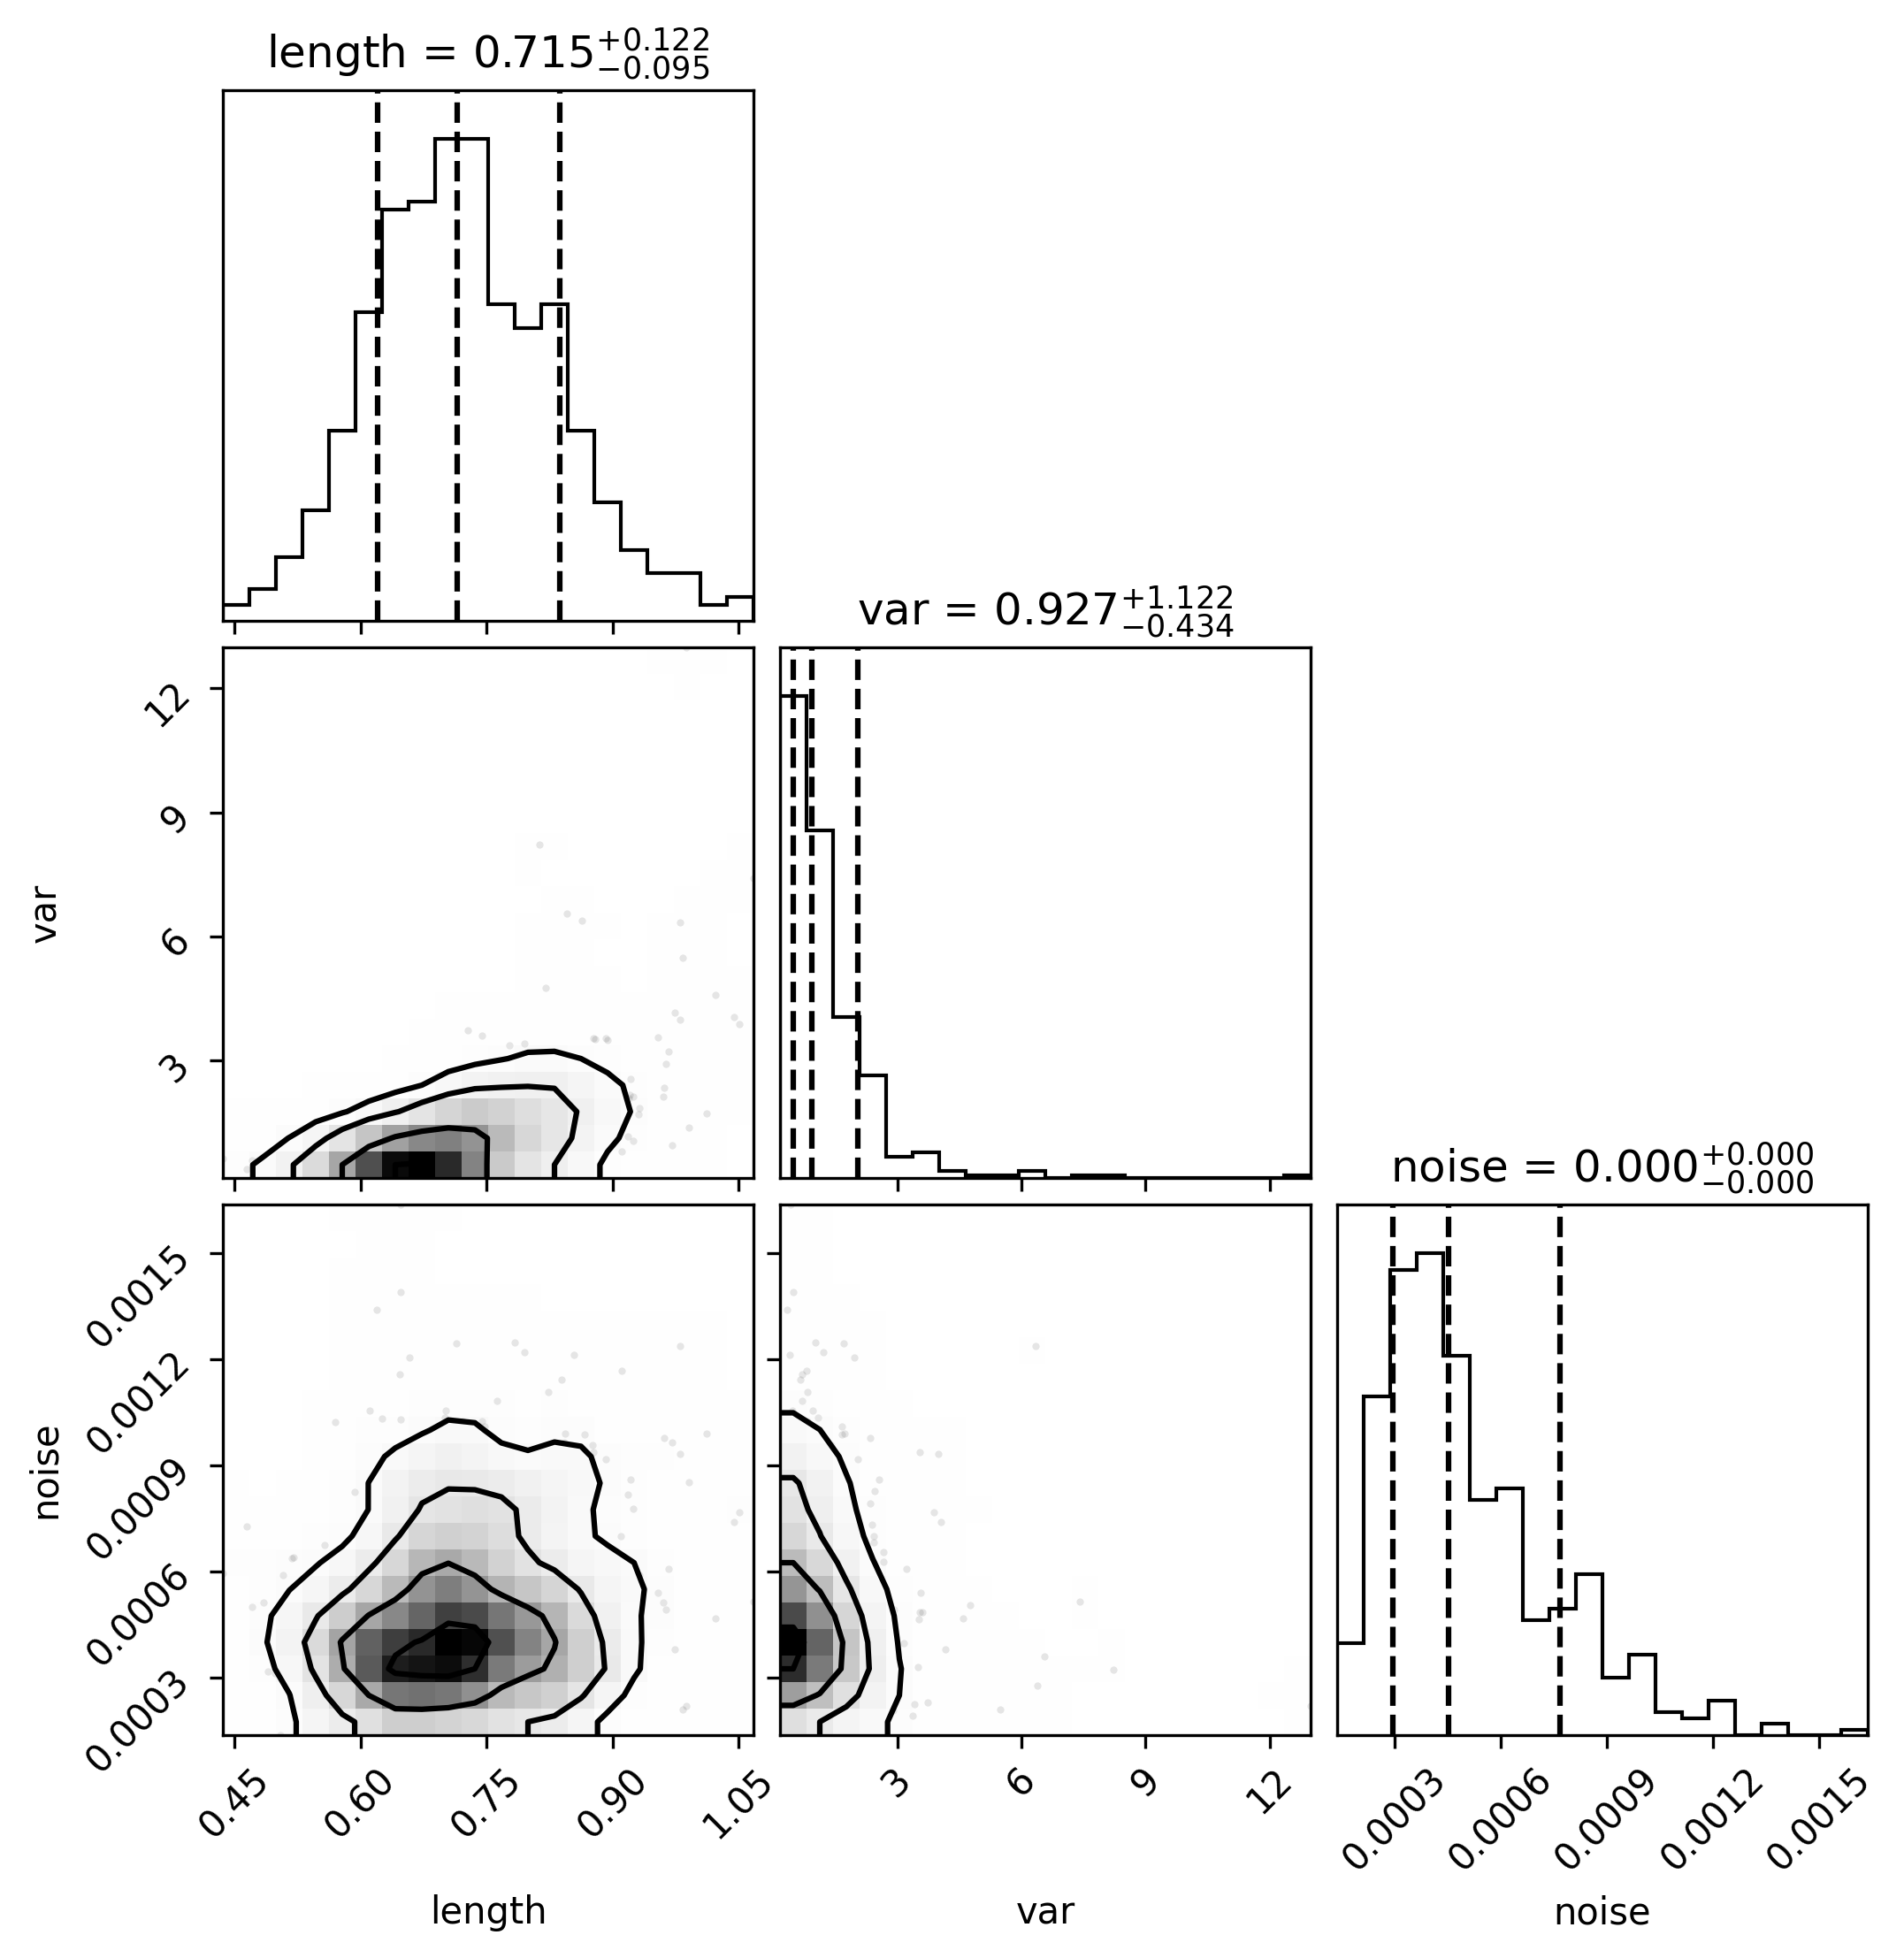 length = 0.715+0.122−0.095
var = 0.927+1.122−0.434
12
9
6
3
var
noise = 0.000+0.000−0.000
0.0015
0.0012
0.0009
0.0006
0.0003
noise
0.45 0.60 0.75 0.90 1.05
3 6 9 12
0.0003 0.0006 0.0009 0.0012 0.0015
length
var
noise